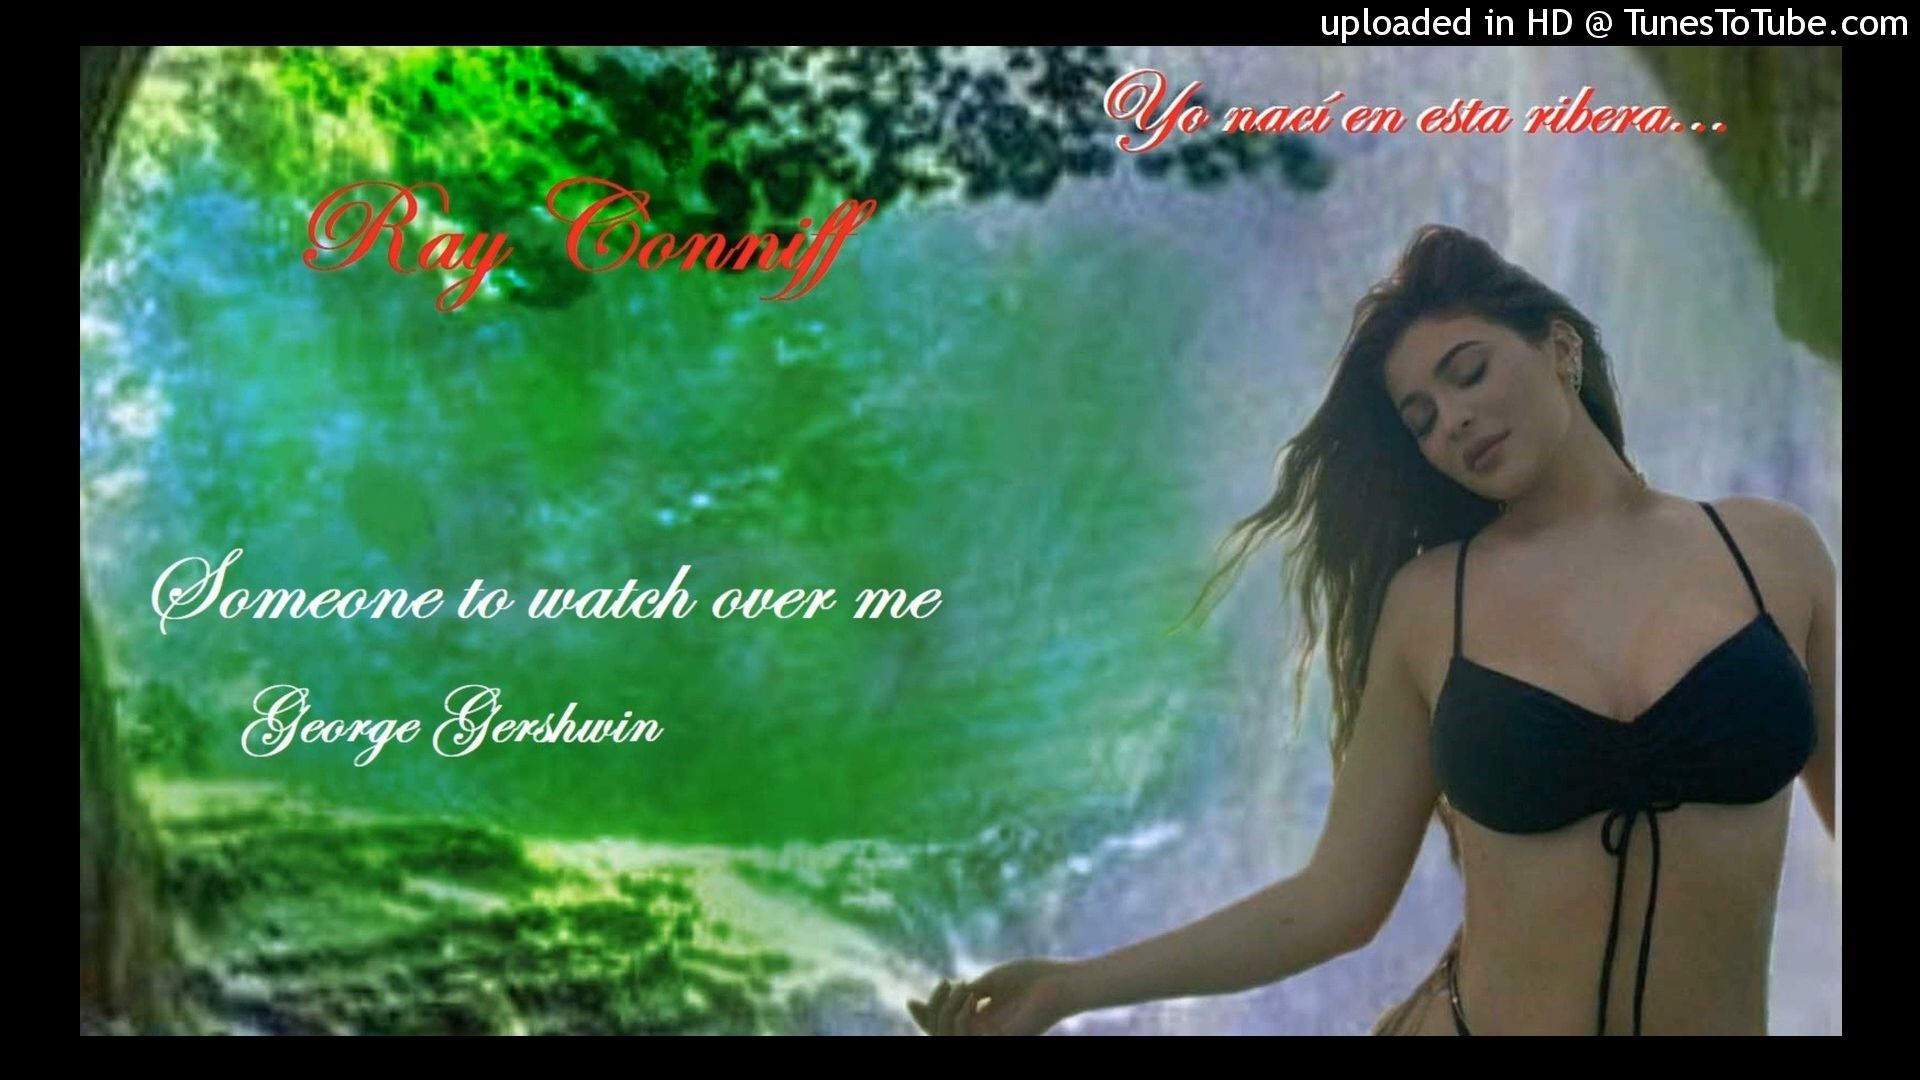 uploaded in HD @ TunesToTube.com
Yo nací en esta ribera...
Ray Conniff
Someone to watch over me
George Gershwin